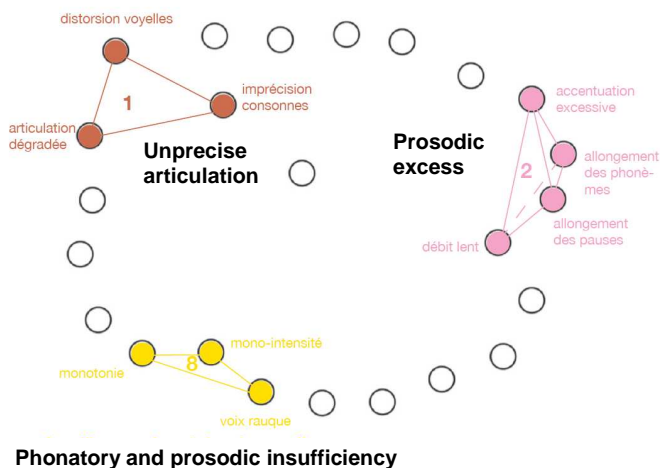 distorsion voyelles
1
imprécision
consonnes
articulation
dégradée
Unprecise
articulation
Prosodic
excess
accentuation
excessive
2
allongement
des phonè-
mes
allongement
des pauses
débit lent
mono-intensité
8
monotonie
voix rauque
Phonatory and prosodic insufficiency